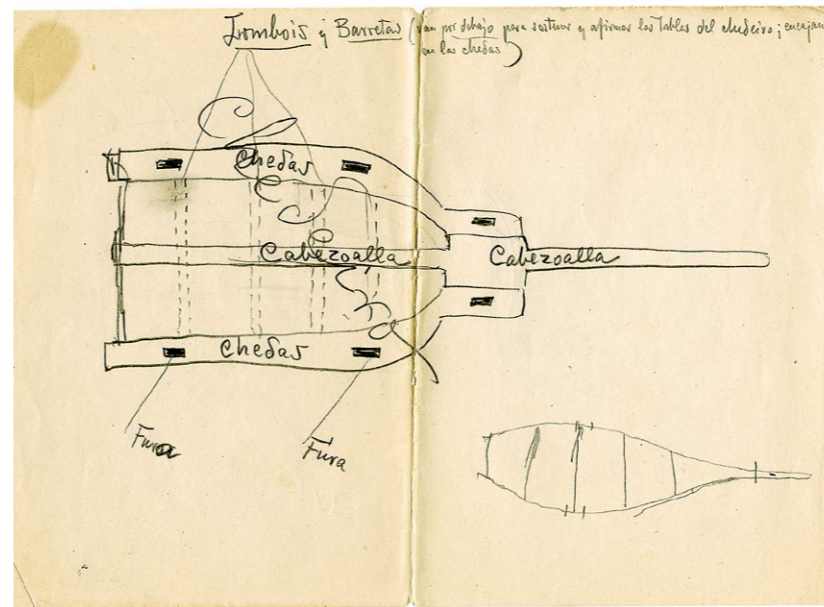 Trombois y Barretas (van por debajo para sostener y afirmar las Tablas del chedeiro; encajan
en las chedas)
Chedas
Cabezoalla
Cabezoalla
Chedas
Fura
Fura